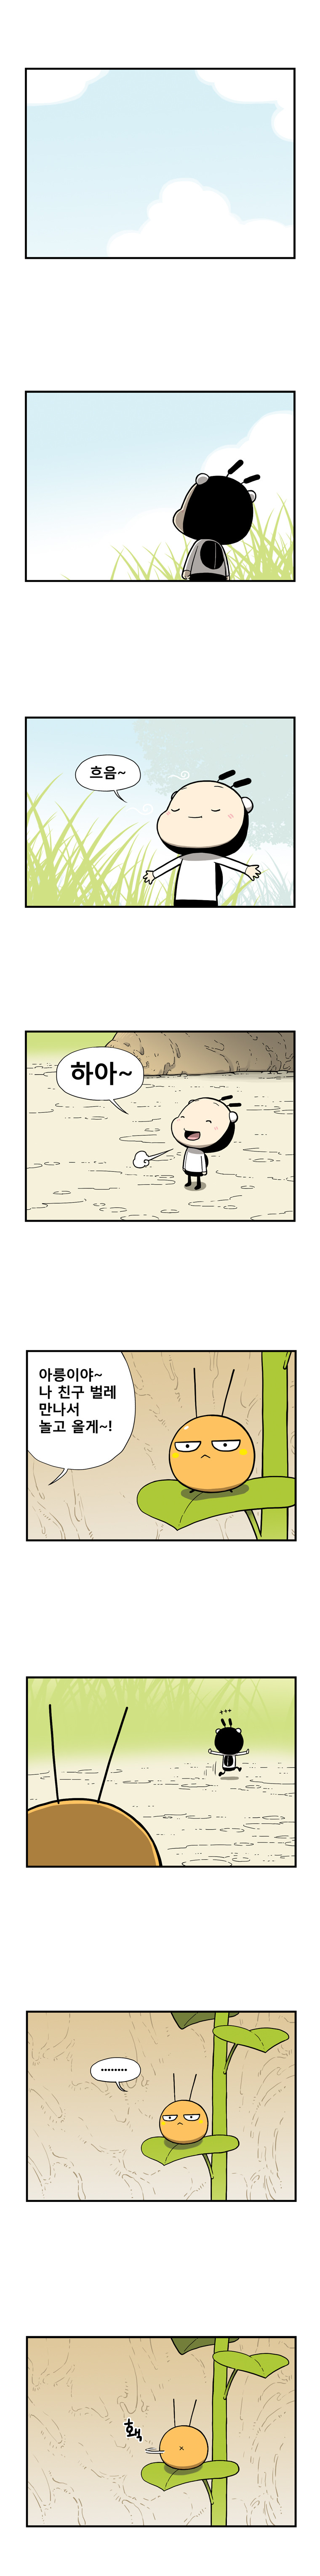 흐음~
하아~
아릉이야~
나 친구 벌레
만나서
놀고 올게~!
........
홱